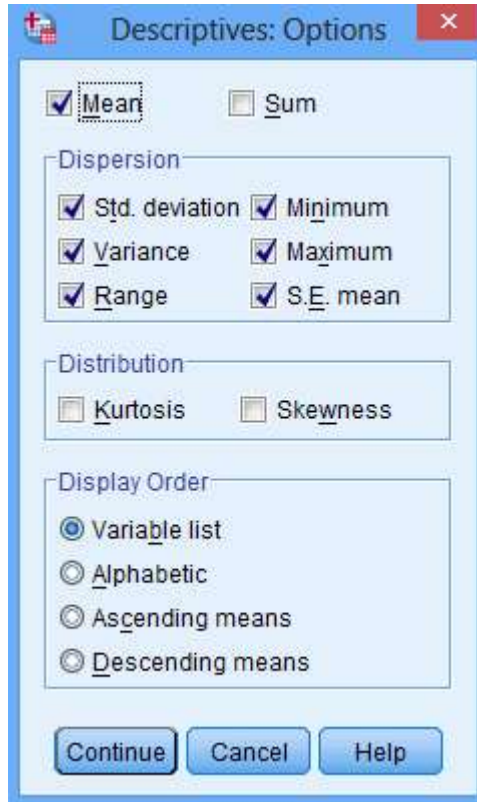 Descriptives: Options
Mean Sum
Dispersion
Std. deviation Minimum
Variance Maximum
Range S.E. mean
Distribution
Kurtosis Skewness
Display Order
Variable list
Alphabetic
Ascending means
Descending means
Continue Cancel Help